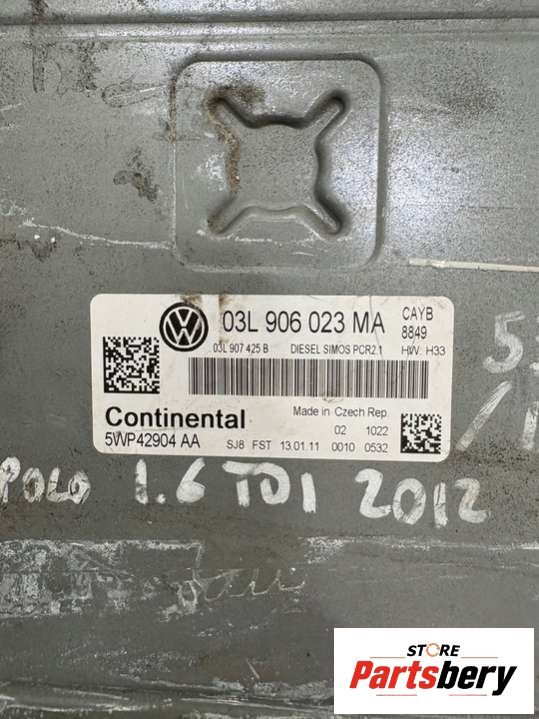 03L 906 023 MA
CAYB
8849
03L 907 425 B DIESEL SIMOS PCR2.1 HW: H33
Continental
Made in Czech Rep.
02 1022
5WP42904 AA SJ8 FST 13.01.11 0010 0532
POLO 1.6 TDI 2012
STORE
Partsbery